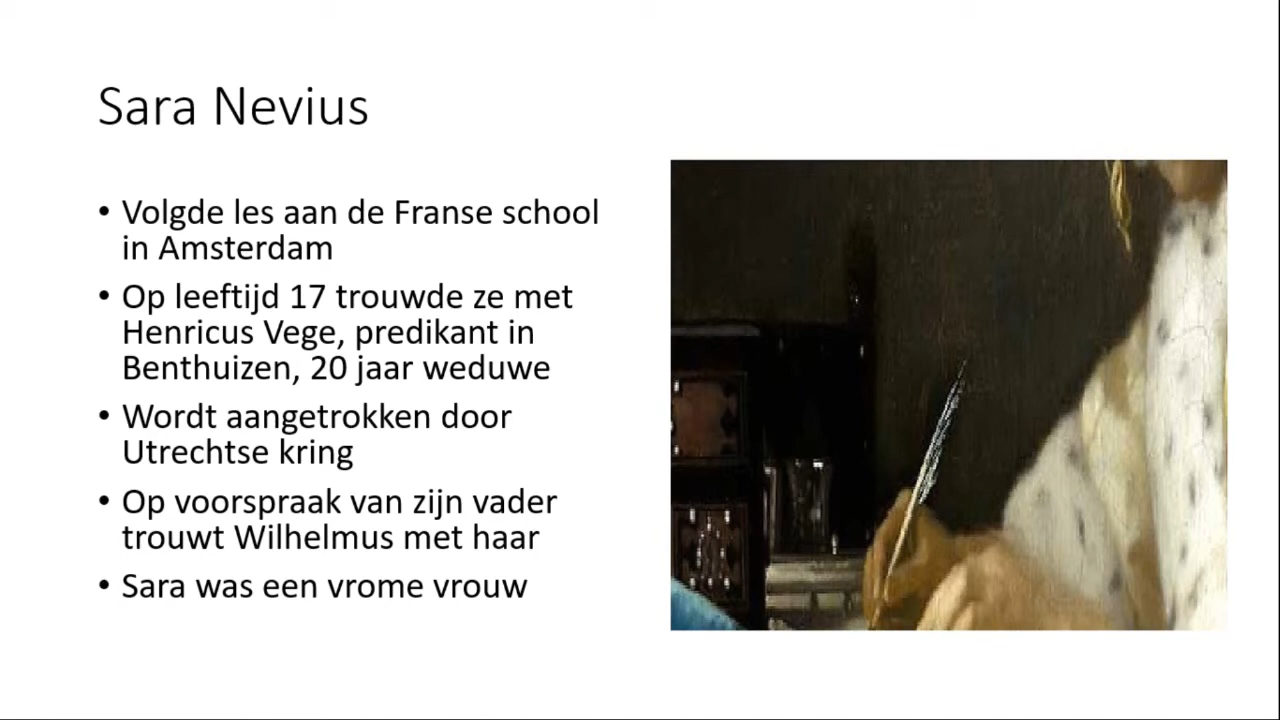 Sara Nevius
• Volgde les aan de Franse school
in Amsterdam
• Op leeftijd 17 trouwde ze met
Henricus Vege, predikant in
Benthuizen, 20 jaar weduwe
• Wordt aangetrokken door
Utrechtse kring
• Op voorspraak van zijn vader
trouwt Wilhelmus met haar
• Sara was een vrome vrouw